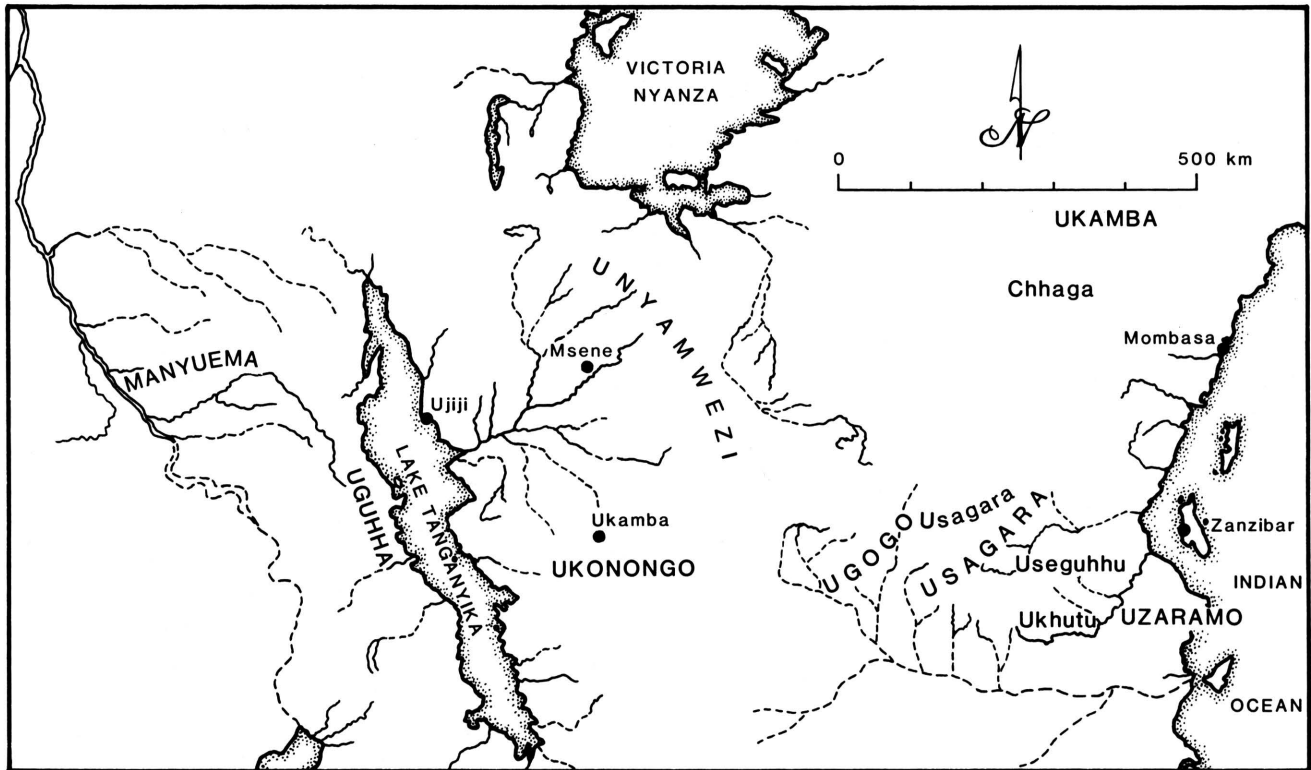 VICTORIA
NYANZA
N
0 500 km
UKAMBA
Chhaga
Mombasa
UNYAMWEZI
Msene
MANYUEMA
Ujiji
UGUHHA
LAKE TANGANYIKA
Ukamba
UKONONGO
UGOGO
Usagara
USAGARA
Zanzibar
Useguhhu
INDIAN
Ukhutu
UZARAMO
OCEAN